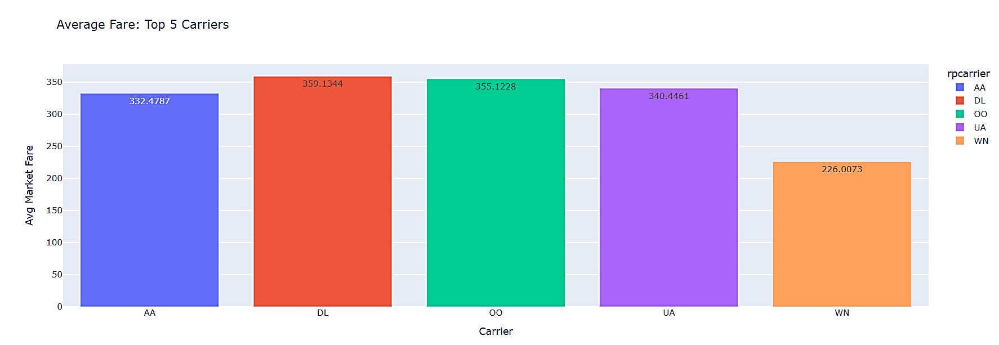 Average Fare: Top 5 Carriers
rpcarrier
AA
DL
OO
UA
WN
Avg Market Fare
350
300
250
200
150
100
50
0
332.4787
359.1344
355.1228
340.4461
226.0073
AA
DL
OO
UA
WN
Carrier